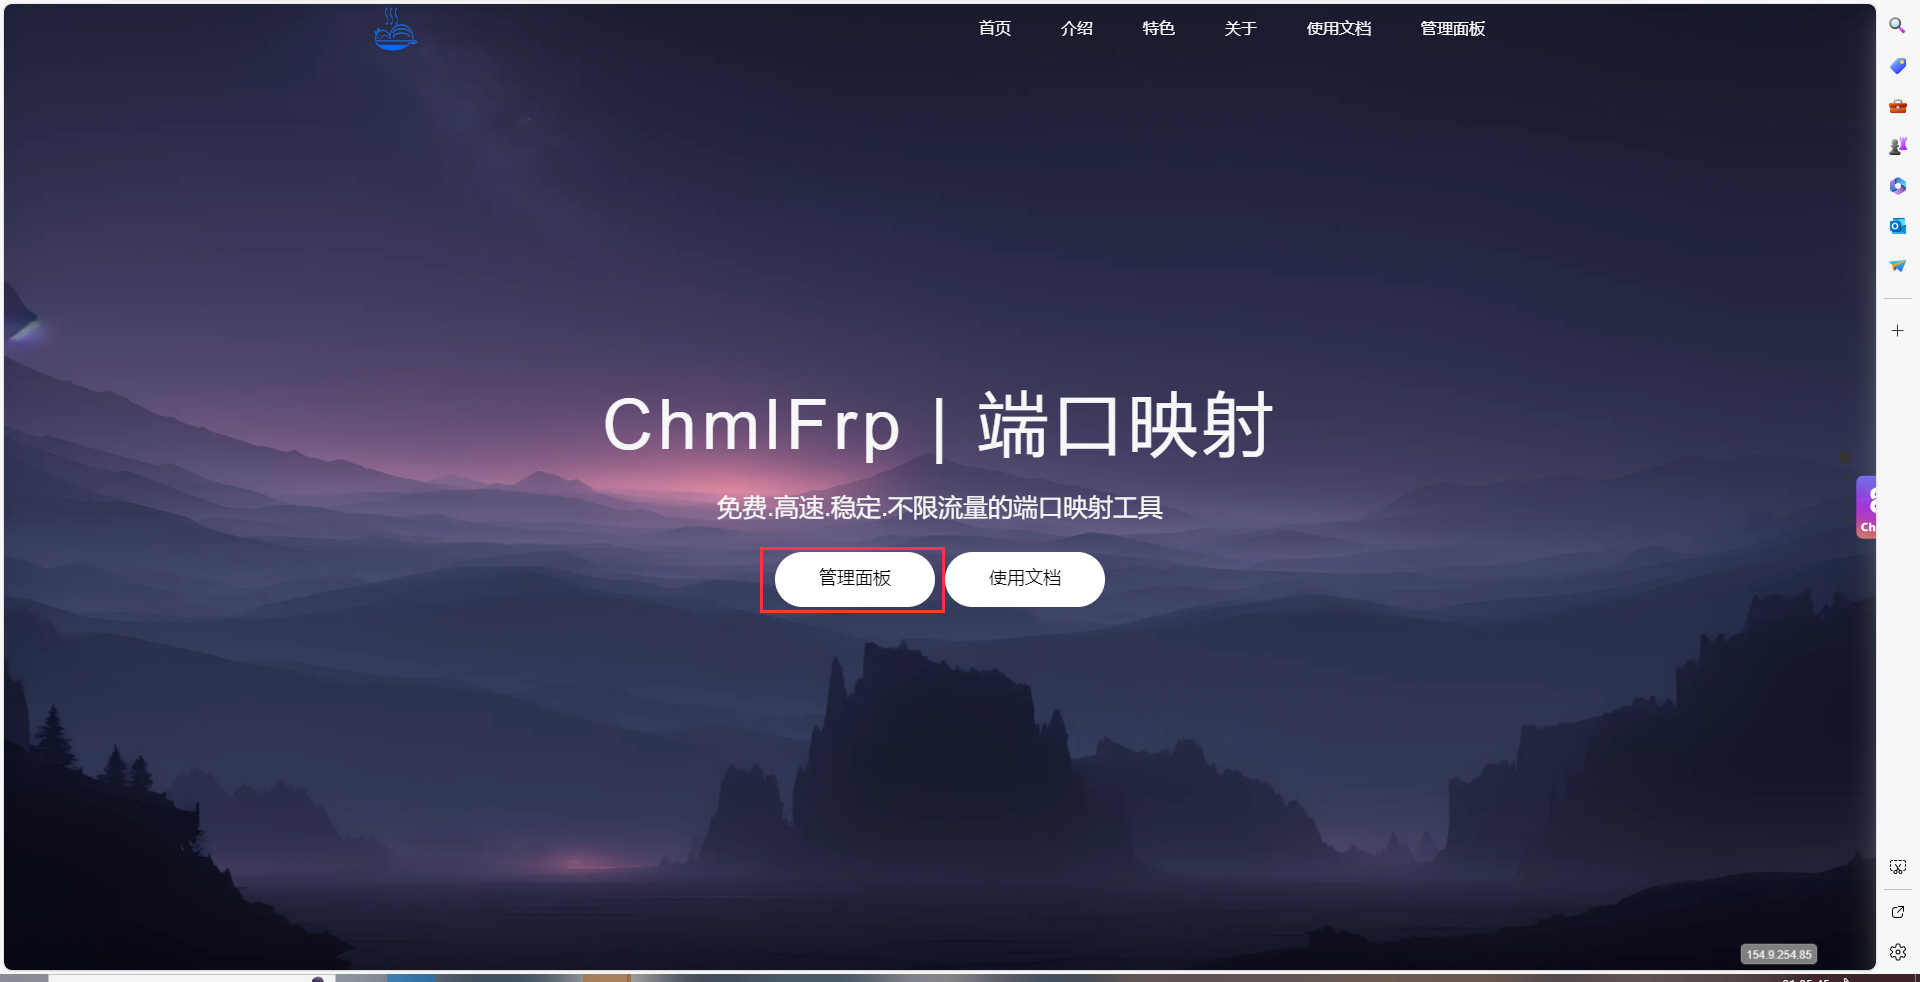 首页 介绍 特色 关于 使用文档 管理面板
ChmlFrp | 端口映射
免费.高速.稳定.不限流量的端口映射工具
管理面板 使用文档
Ch
154.9.254.85